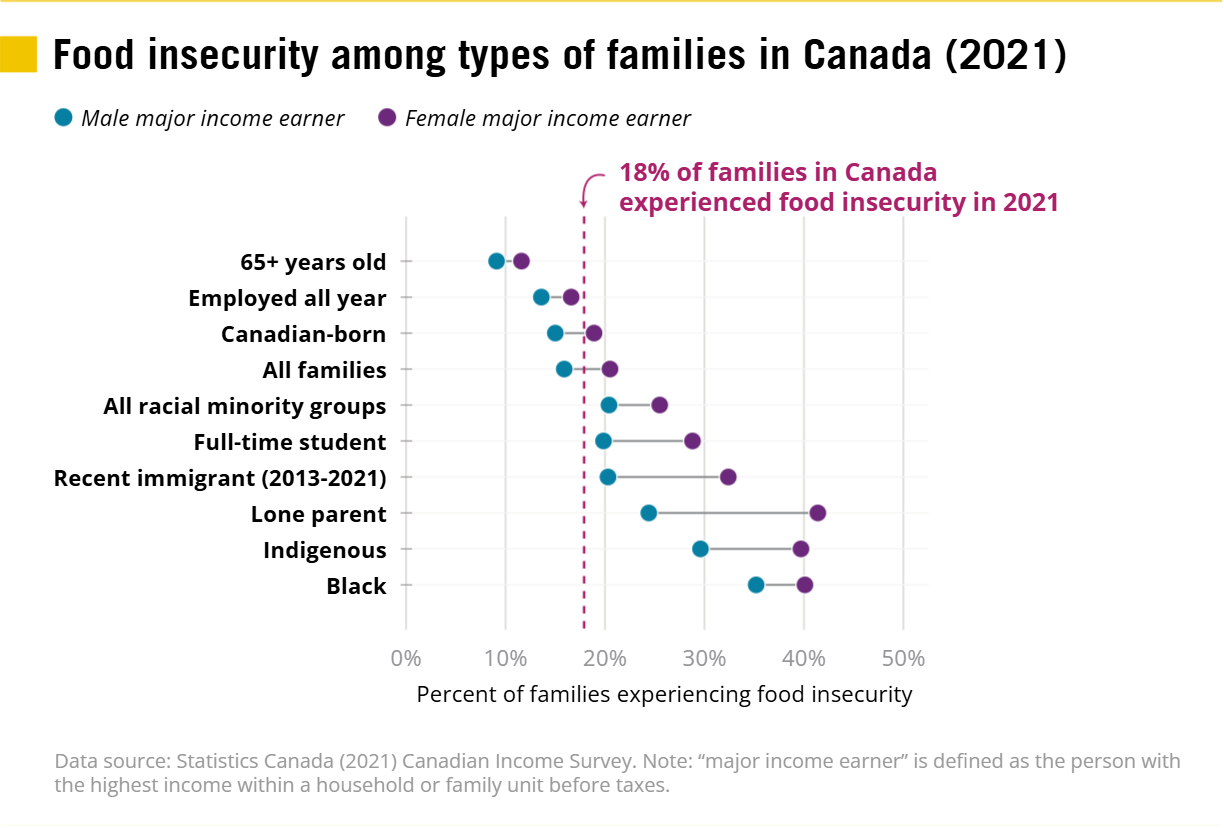 Food insecurity among types of families in Canada (2021)
Male major income earner
Female major income earner
18% of families in Canada
experienced food insecurity in 2021
65+ years old
Employed all year
Canadian-born
All families
All racial minority groups
Full-time student
Recent immigrant (2013-2021)
Lone parent
Indigenous
Black
0% 10% 20% 30% 40% 50%
Percent of families experiencing food insecurity
Data source: Statistics Canada (2021) Canadian Income Survey. Note: “major income earner” is defined as the person with
the highest income within a household or family unit before taxes.